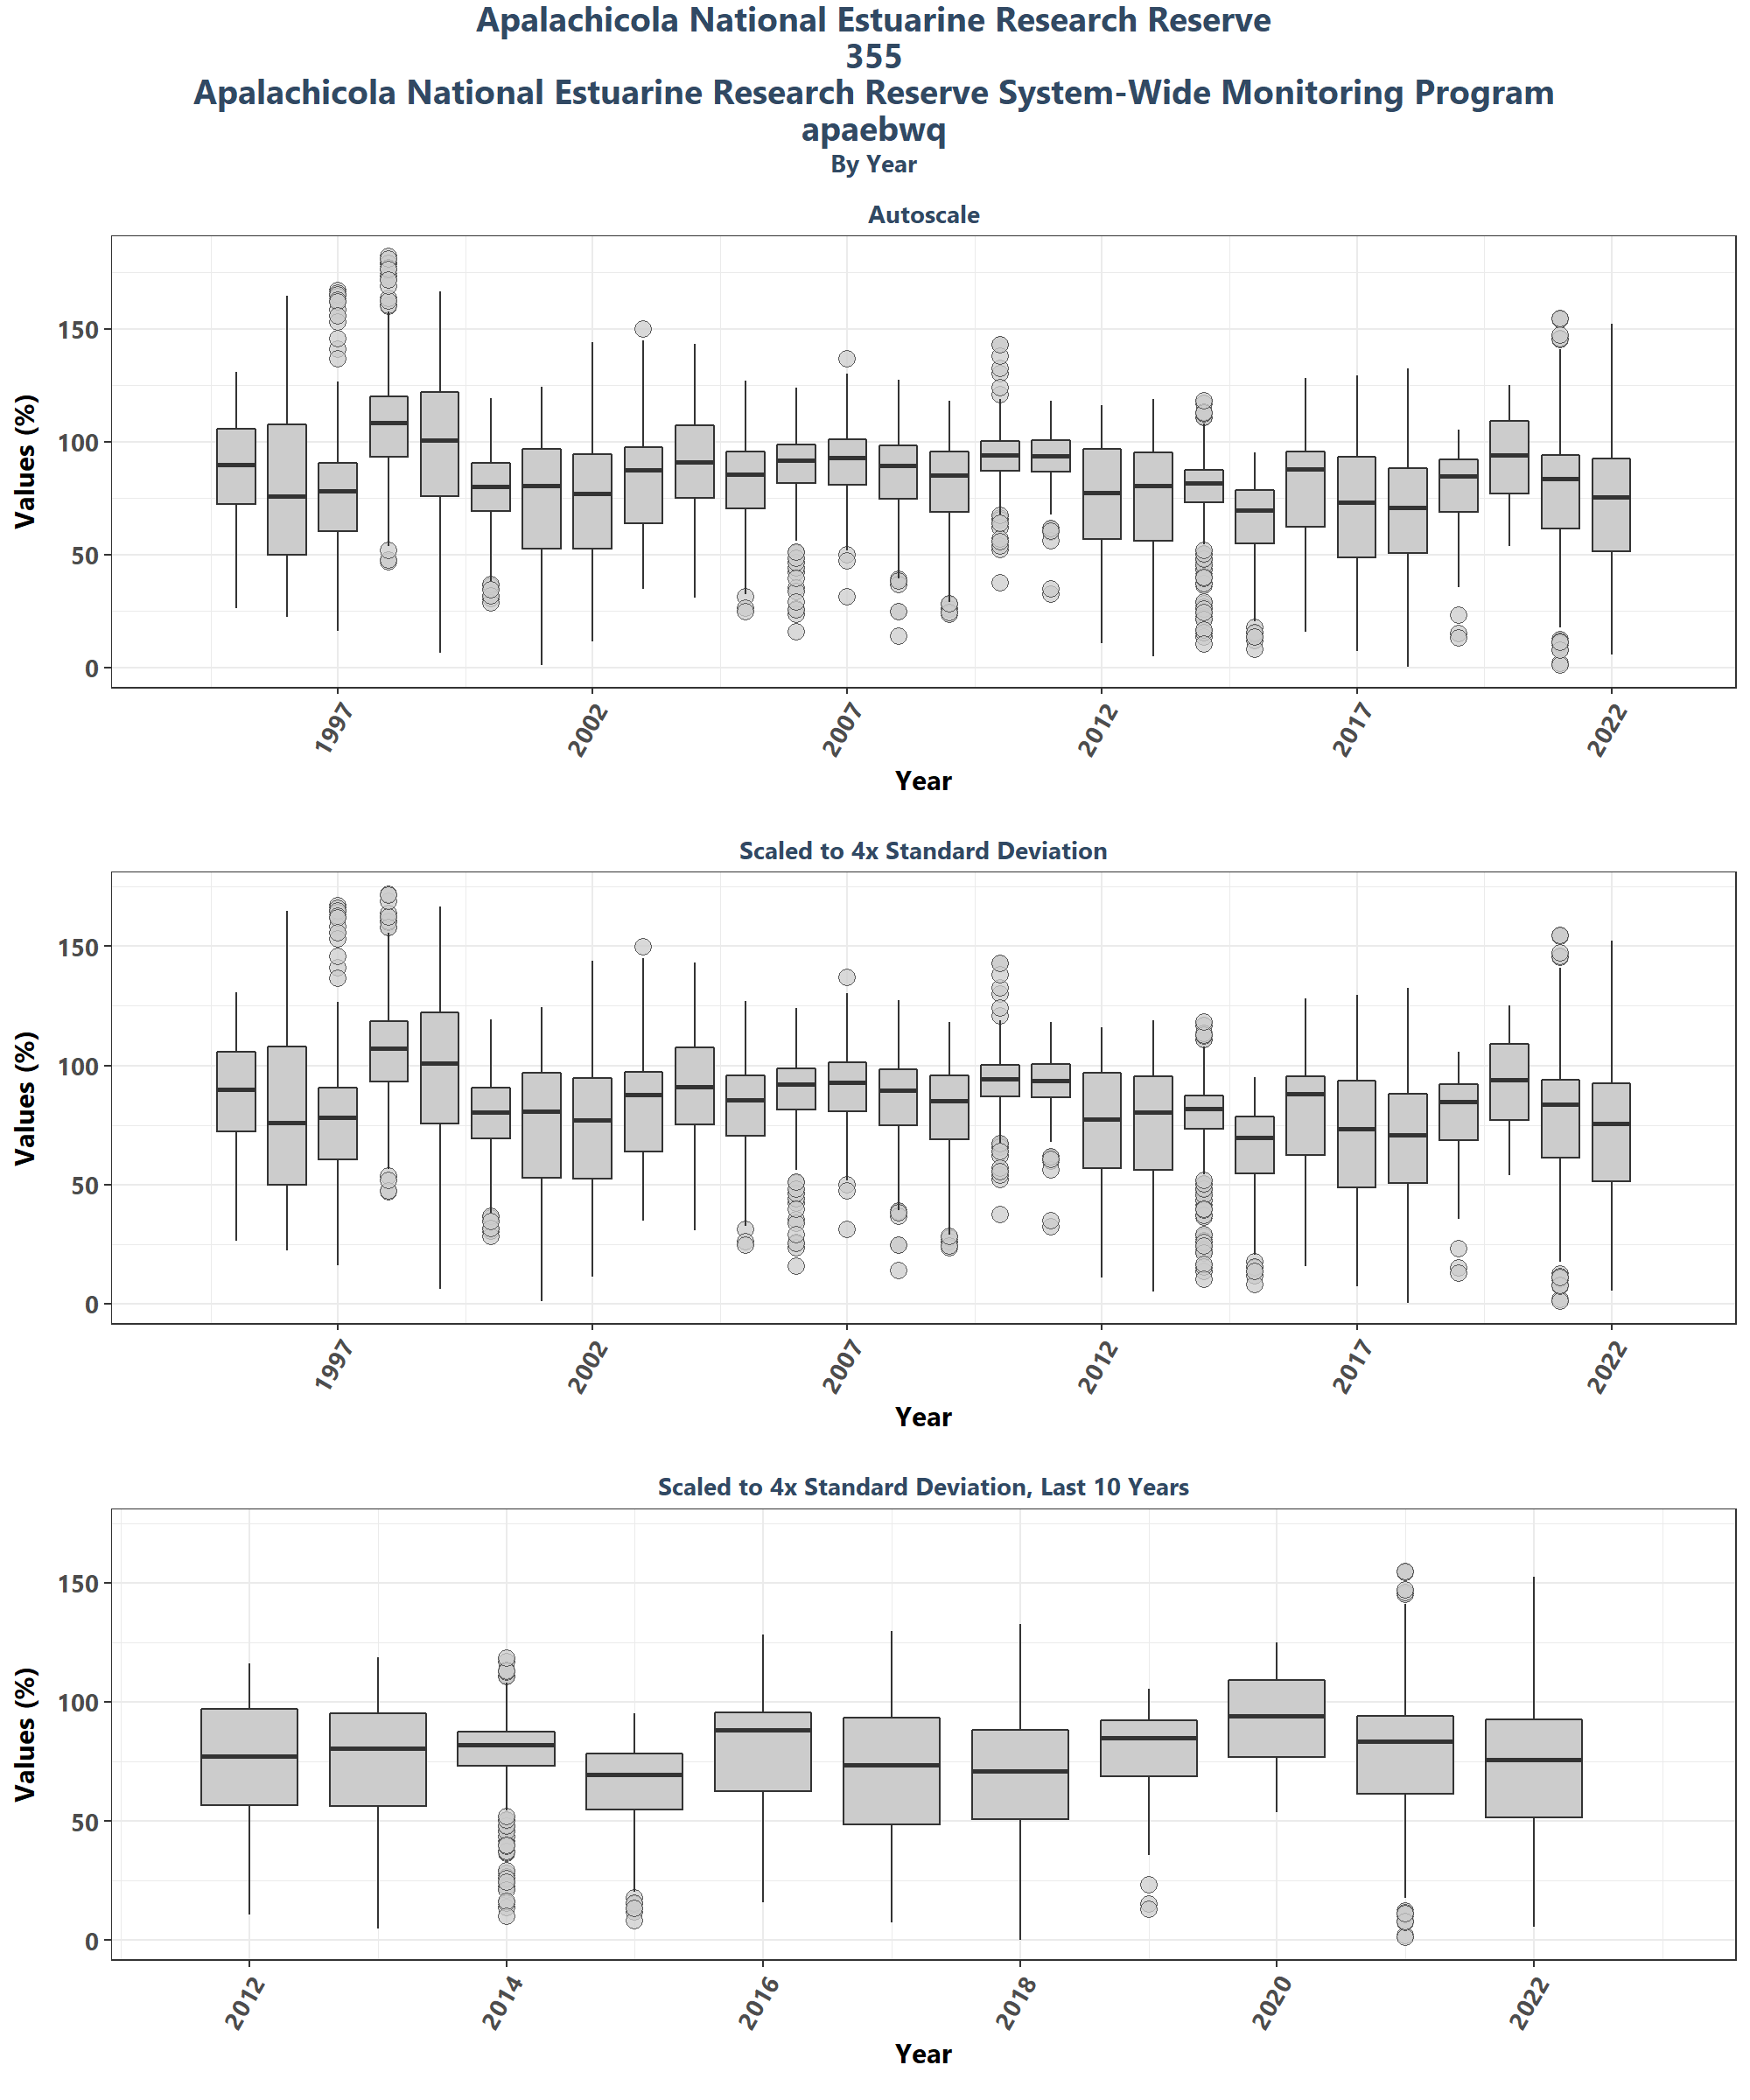 Apalachicola National Estuarine Research Reserve
355
Apalachicola National Estuarine Research Reserve System-Wide Monitoring Program
apaebwq
By Year
Autoscale
Values (%)
150
100
50
0
1997 2002 2007 2012 2017 2022
Year
Scaled to 4x Standard Deviation
Values (%)
150
100
50
0
1997 2002 2007 2012 2017 2022
Year
Scaled to 4x Standard Deviation, Last 10 Years
Values (%)
150
100
50
0
2012 2014 2016 2018 2020 2022
Year